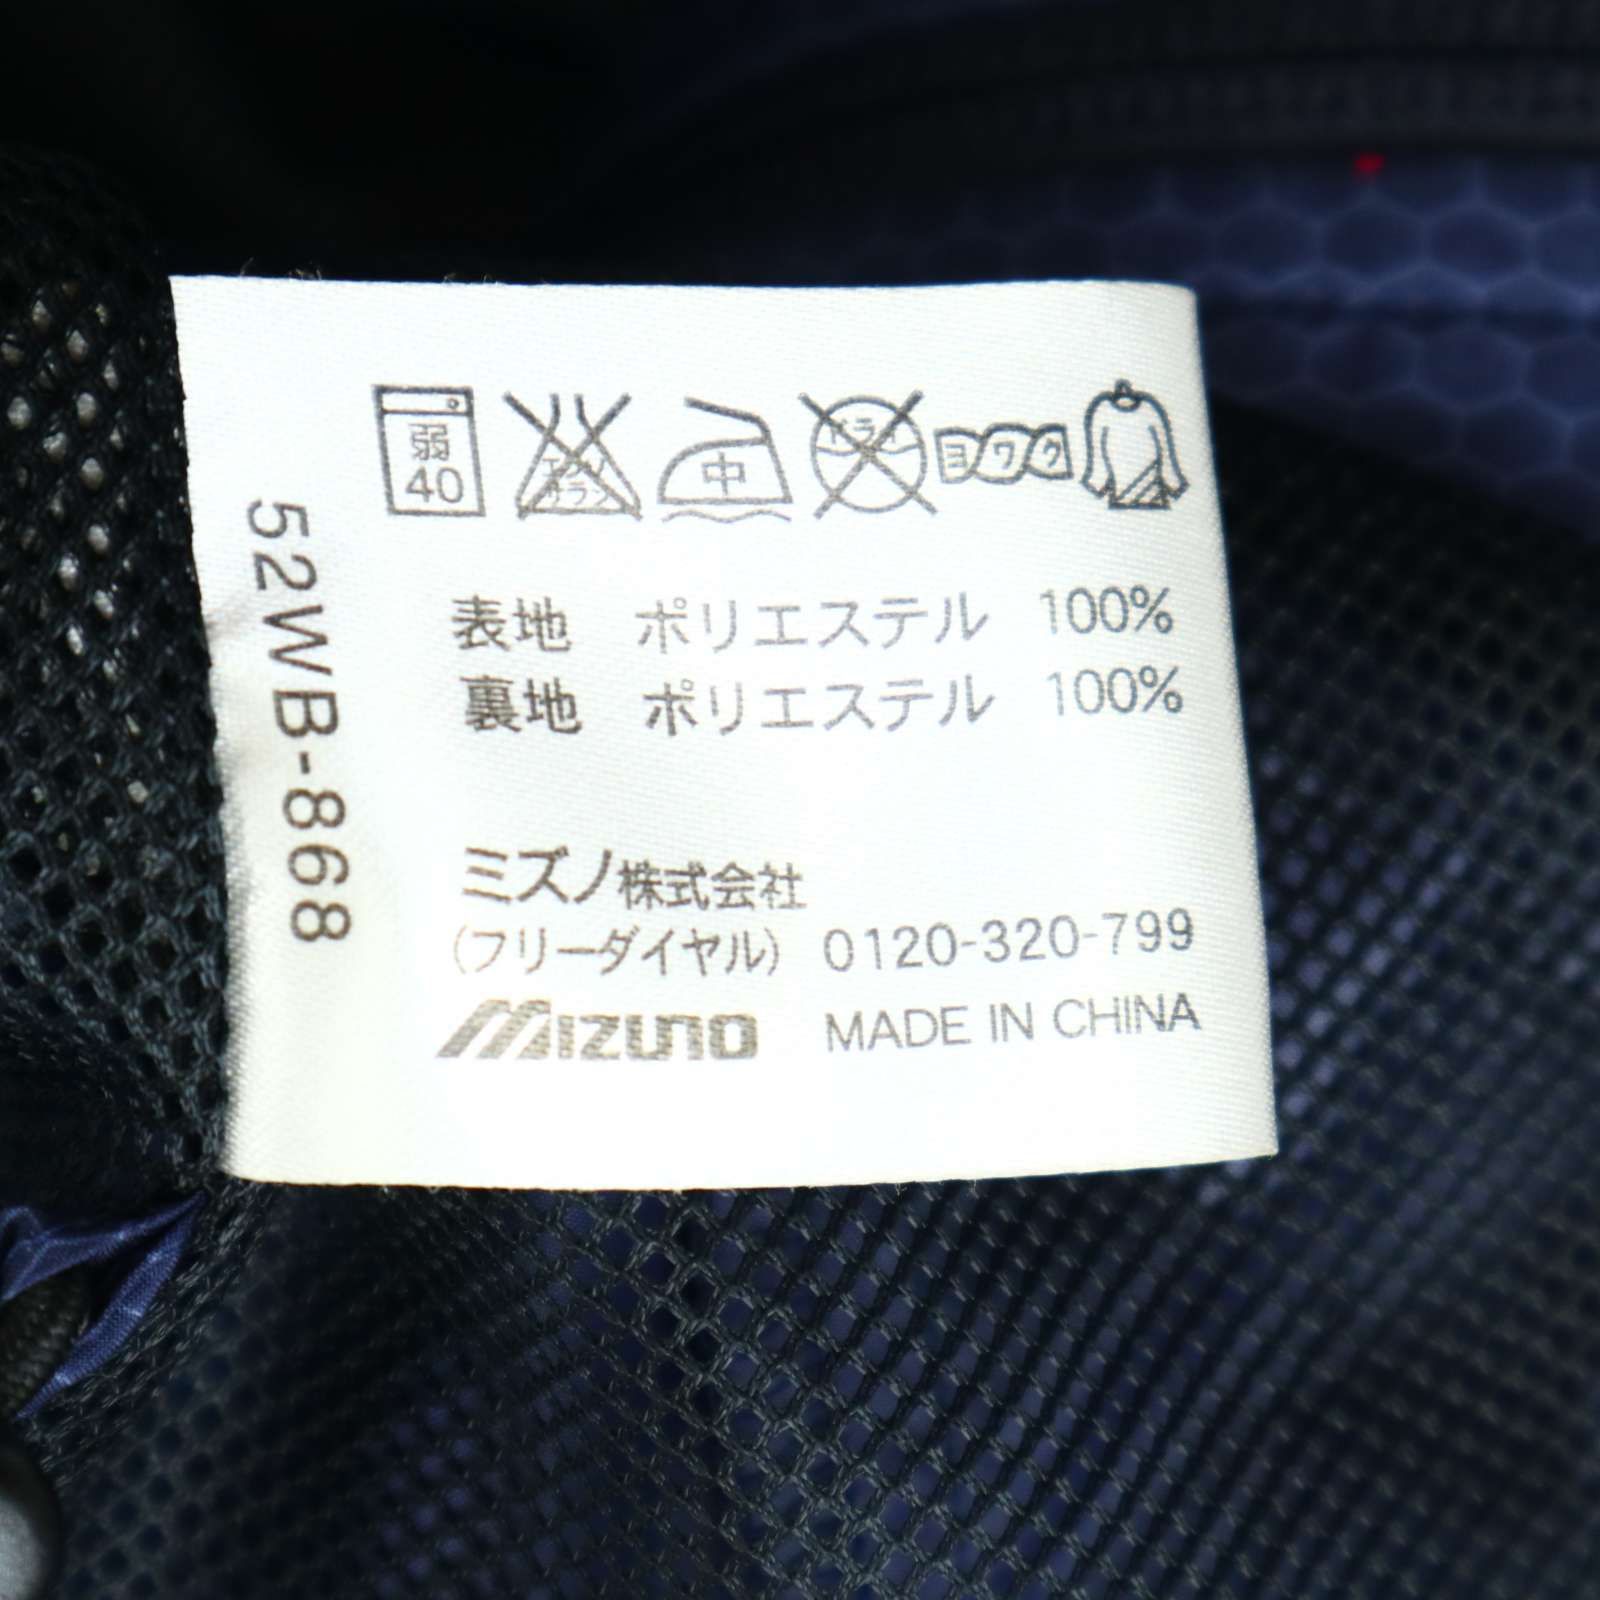 弱
40
エンソ
サラシ
中
ドライ
ヨワク
表地 ポリエステル 100%
裏地 ポリエステル 100%
ミズノ株式会社
(フリーダイヤル) 0120-320-799
MIZUNO MADE IN CHINA
52WB-868